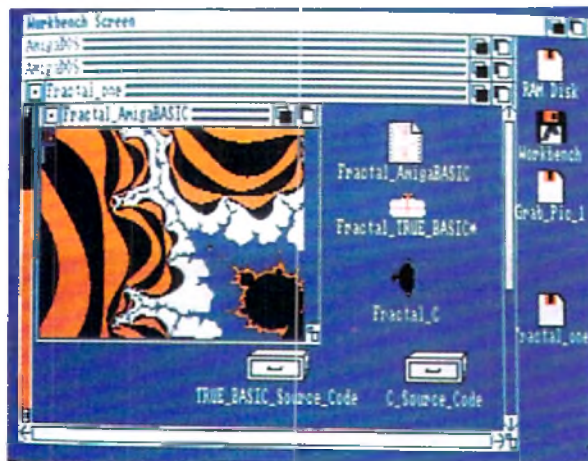 Workbench Screen
AmigaDOS
AmigaDOS
Fractal_one
Fractal_AmigaBASIC
RAM Disk
Workbench
Grab_Pic_1
Fractal_one
Fractal_AmigaBASIC
Fractal_TRUE_BASIC*
Fractal_C
TRUE_BASIC_Source_Code
C_Source_Code